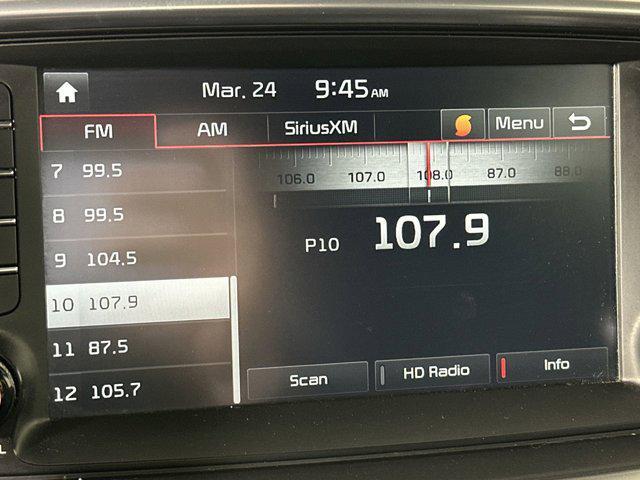 Mar. 24 9:45 AM
FM AM SiriusXM Menu
7 99.5
8 99.5
9 104.5
10 107.9
11 87.5
12 105.7
106.0 107.0 108.0 87.0 88.0
P10 107.9
Scan HD Radio Info
L